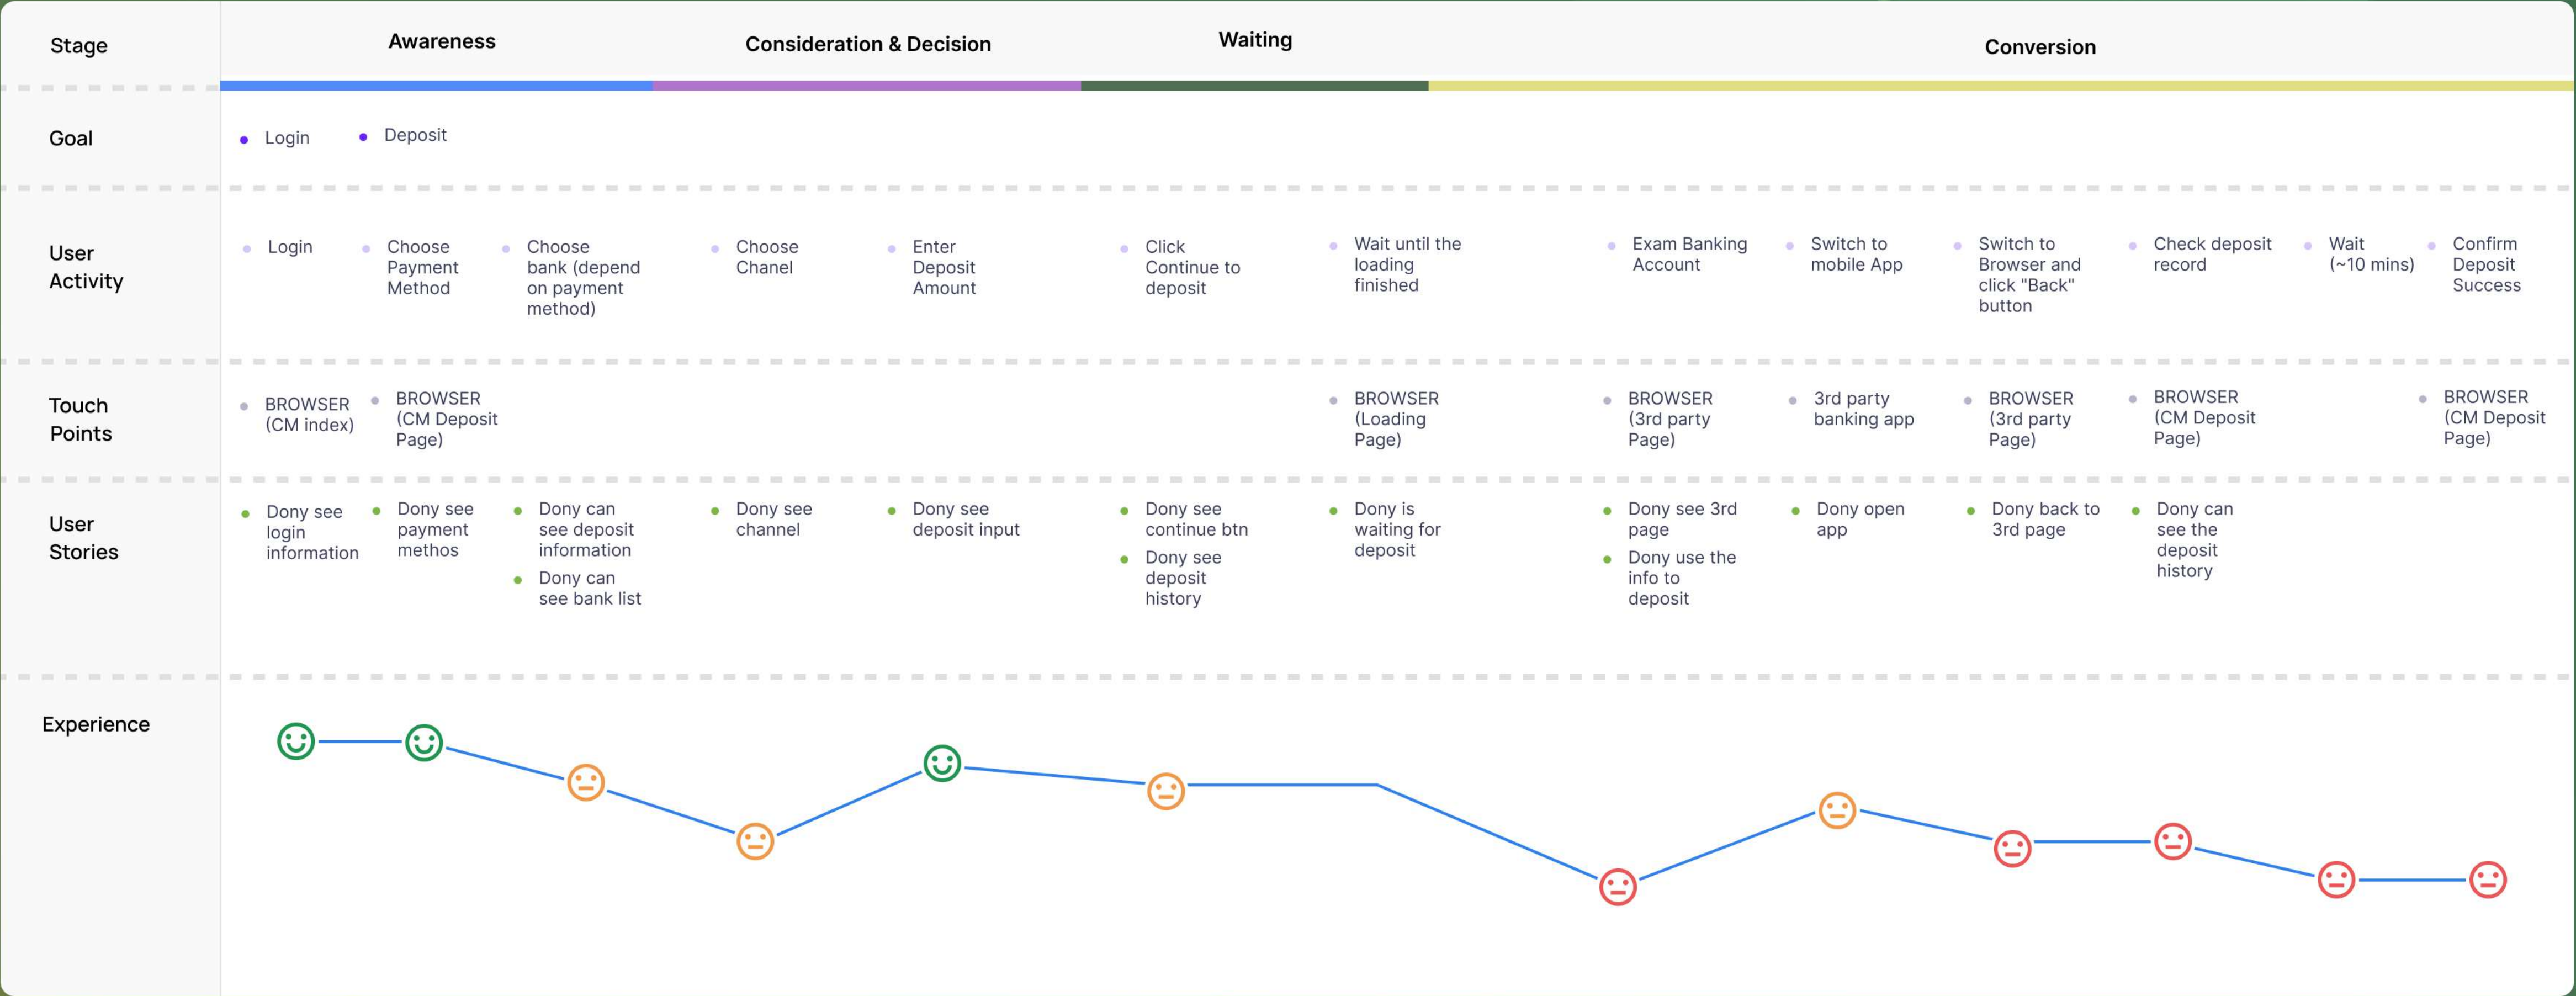 Stage
Awareness
Consideration & Decision
Waiting
Conversion
Goal
Login
Deposit
User
Activity
Login
Choose
Payment
Method
Choose
bank (depend
on payment
method)
Choose
Chanel
Enter
Deposit
Amount
Click
Continue to
deposit
Wait until the
loading
finished
Exam Banking
Account
Switch to
mobile App
Switch to
Browser and
click "Back"
button
Check deposit
record
Wait
(~10 mins)
Confirm
Deposit
Success
Touch
Points
BROWSER
(CM index)
BROWSER
(CM Deposit
Page)
BROWSER
(Loading
Page)
BROWSER
(3rd party
Page)
3rd party
banking app
BROWSER
(3rd party
Page)
BROWSER
(CM Deposit
Page)
BROWSER
(CM Deposit
Page)
User
Stories
Dony see
login
information
Dony see
payment
methos
Dony can
see deposit
information
Dony can
see bank list
Dony see
channel
Dony see
deposit input
Dony see
continue btn
Dony see
deposit
history
Dony is
waiting for
deposit
Dony see 3rd
page
Dony use the
info to
deposit
Dony open
app
Dony back to
3rd page
Dony can
see the
deposit
history
Experience